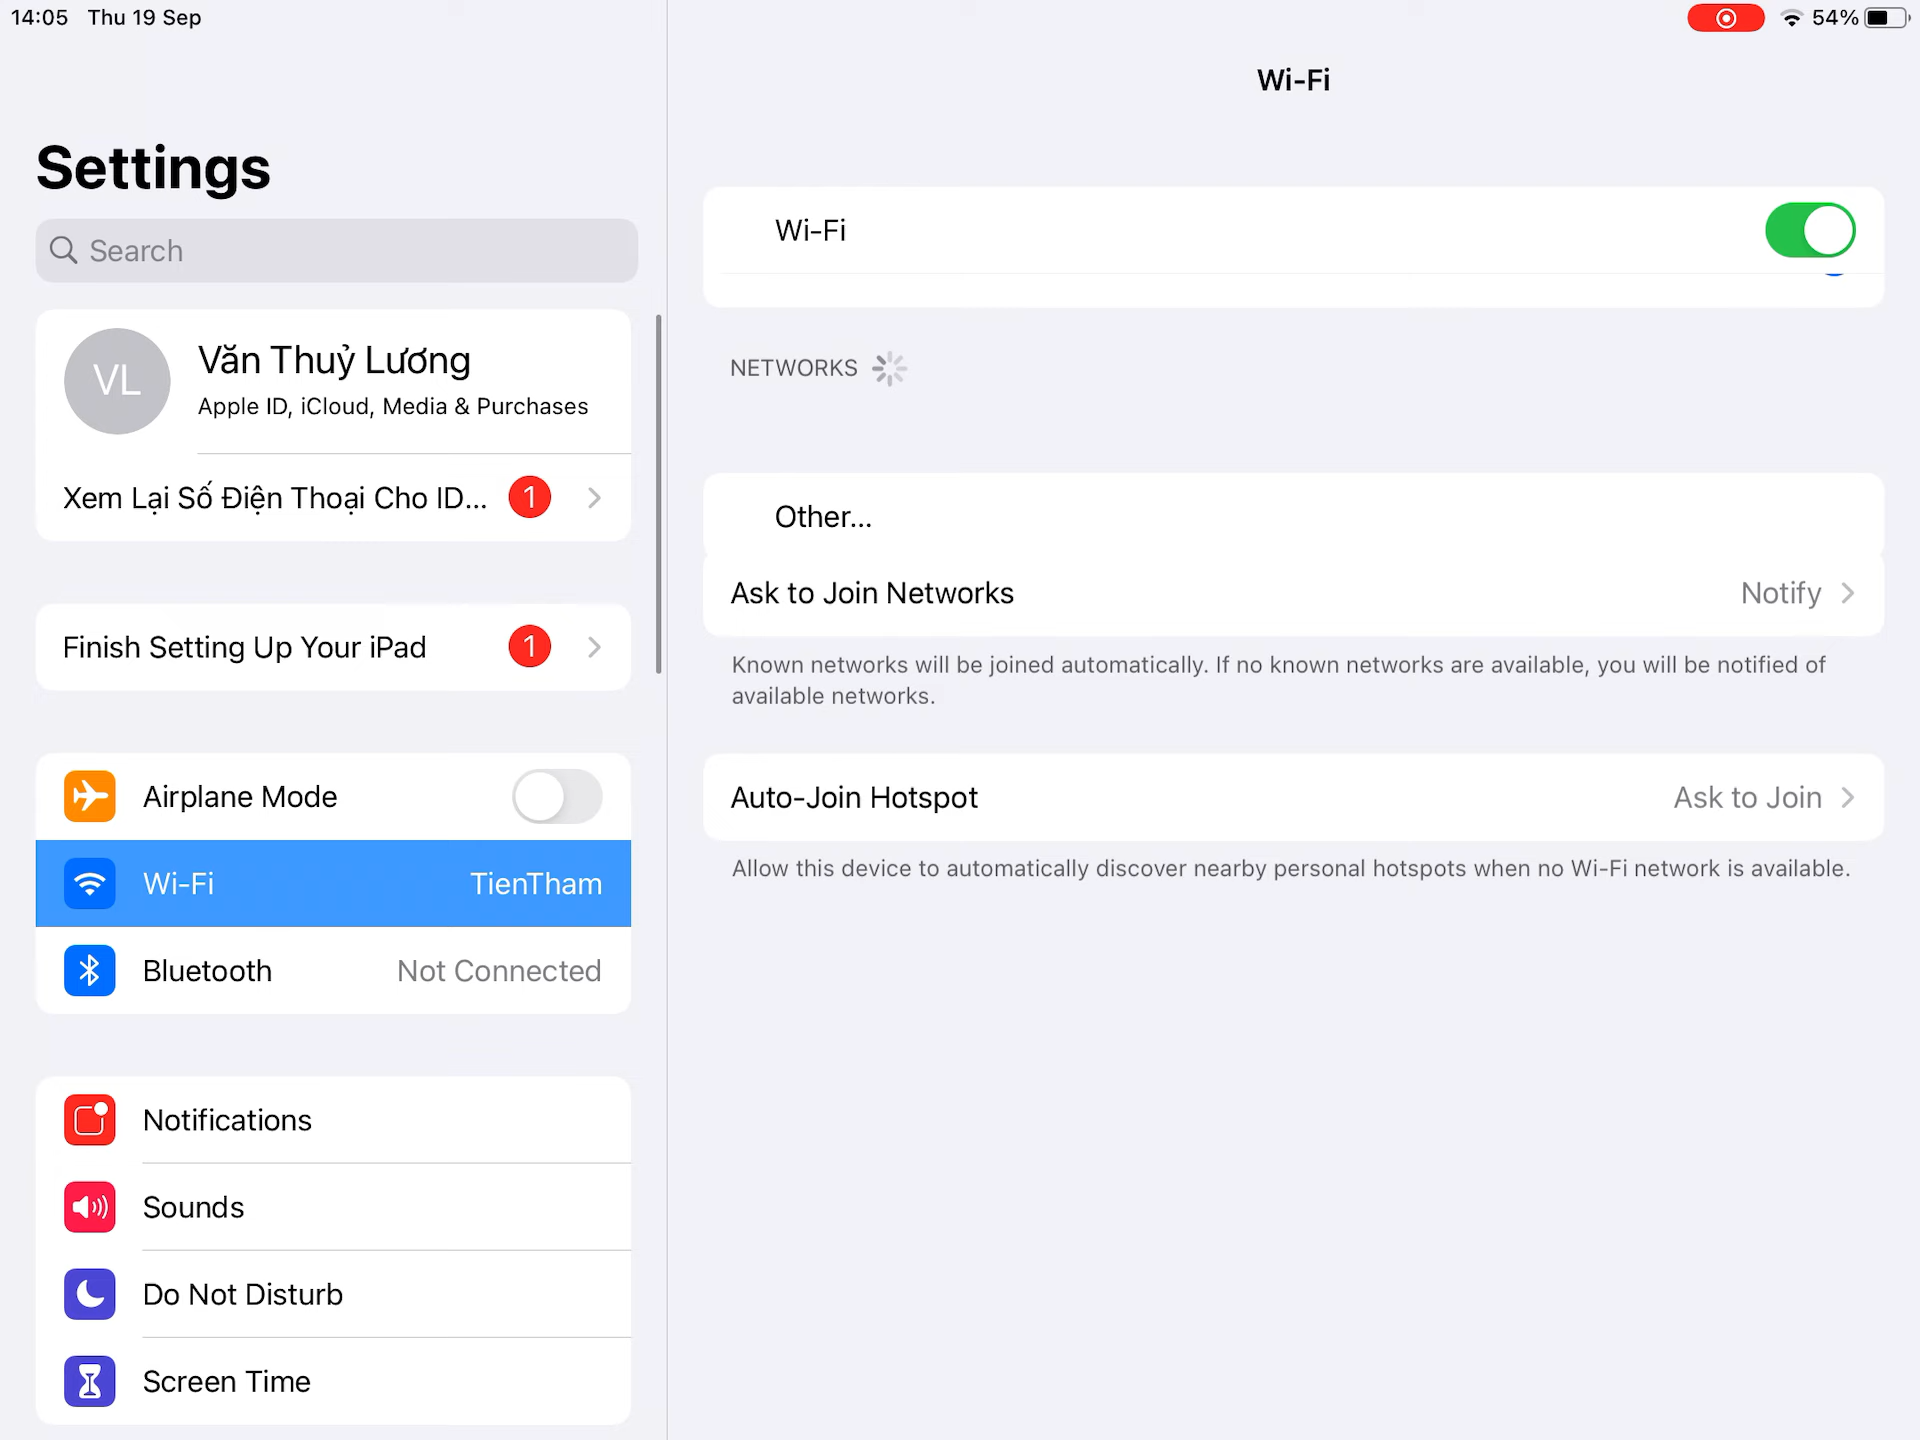 14:05 Thu 19 Sep
54%
Settings
Search
VL
Văn Thuỷ Lương
Apple ID, iCloud, Media & Purchases
Xem Lại Số Điện Thoại Cho ID... 1
Finish Setting Up Your iPad 1
Airplane Mode
Wi-Fi TienTham
Bluetooth Not Connected
Notifications
Sounds
Do Not Disturb
Screen Time
Wi-Fi
Wi-Fi
NETWORKS
Other...
Ask to Join Networks Notify
Known networks will be joined automatically. If no known networks are available, you will be notified of
available networks.
Auto-Join Hotspot Ask to Join
Allow this device to automatically discover nearby personal hotspots when no Wi-Fi network is available.